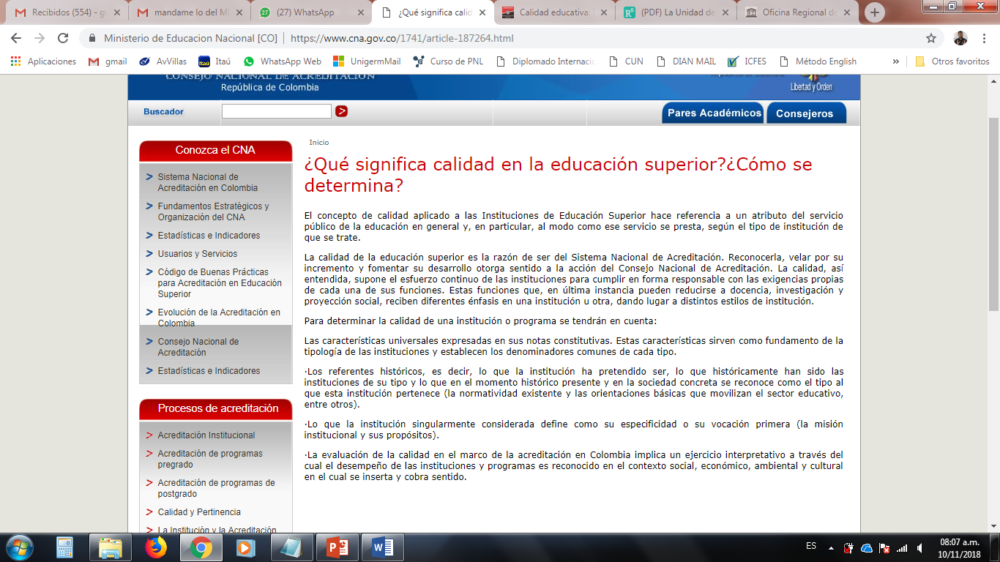 Recibidos (554) - g
mandame lo del M
(27) WhatsApp
¿Qué significa calid
Calidad educativa:
(PDF) La Unidad de
Oficina Regional de
Ministerio de Educacion Nacional [CO] | https://www.cna.gov.co/1741/article-187264.html
Aplicaciones gmail AvVillas Itaú WhatsApp Web UnigermMail Curso de PNL Diplomado Internaci CUN DIAN MAIL ICFES Método English » Otros favoritos
CONSEJO NACIONAL DE ACREDITACIÓN
República de Colombia
Libertad y Orden
Buscador
Pares Académicos Consejeros
Inicio
Conozca el CNA
Sistema Nacional de
Acreditación en Colombia
Fundamentos Estratégicos y
Organización del CNA
Estadísticas e Indicadores
Usuarios y Servicios
Código de Buenas Prácticas
para Acreditación en Educación
Superior
Evolución de la Acreditación en
Colombia
Consejo Nacional de
Acreditación
Estadísticas e Indicadores
Procesos de acreditación
Acreditación Institucional
Acreditación de programas
pregrado
Acreditación de programas de
postgrado
Calidad y Pertinencia
La Institución y la Acreditación
¿Qué significa calidad en la educación superior?¿Cómo se
determina?
El concepto de calidad aplicado a las Instituciones de Educación Superior hace referencia a un atributo del servicio
público de la educación en general y, en particular, al modo como ese servicio se presta, según el tipo de institución de
que se trate.
La calidad de la educación superior es la razón de ser del Sistema Nacional de Acreditación. Reconocerla, velar por su
incremento y fomentar su desarrollo otorga sentido a la acción del Consejo Nacional de Acreditación. La calidad, así
entendida, supone el esfuerzo continuo de las instituciones para cumplir en forma responsable con las exigencias propias
de cada una de sus funciones. Estas funciones que, en última instancia pueden reducirse a docencia, investigación y
proyección social, reciben diferentes énfasis en una institución u otra, dando lugar a distintos estilos de institución.
Para determinar la calidad de una institución o programa se tendrán en cuenta:
Las características universales expresadas en sus notas constitutivas. Estas características sirven como fundamento de la
tipología de las instituciones y establecen los denominadores comunes de cada tipo.
·Los referentes históricos, es decir, lo que la institución ha pretendido ser, lo que históricamente han sido las
instituciones de su tipo y lo que en el momento histórico presente y en la sociedad concreta se reconoce como el tipo al
que esta institución pertenece (la normatividad existente y las orientaciones básicas que movilizan el sector educativo,
entre otros).
·Lo que la institución singularmente considerada define como su especificidad o su vocación primera (la misión
institucional y sus propósitos).
·La evaluación de la calidad en el marco de la acreditación en Colombia implica un ejercicio interpretativo a través del
cual el desempeño de las instituciones y programas es reconocido en el contexto social, económico, ambiental y cultural
en el cual se inserta y cobra sentido.
ES
08:07 a.m.
10/11/2018